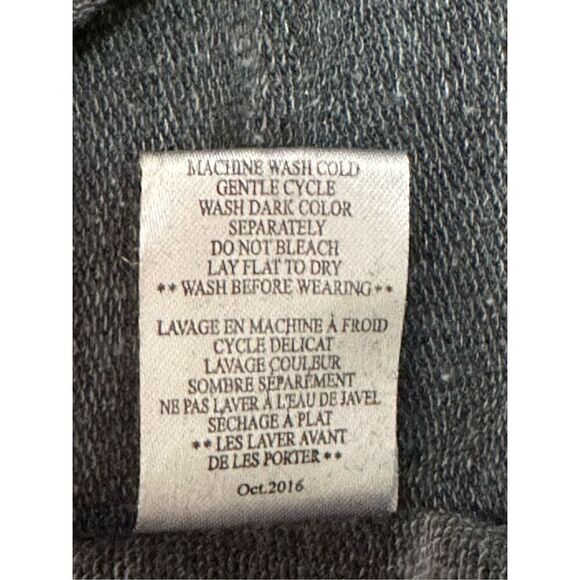 MACHINE WASH COLD
GENTLE CYCLE
WASH DARK COLOR
SEPARATELY
DO NOT BLEACH
LAY FLAT TO DRY
**WASH BEFORE WEARING**
LAVAGE EN MACHINE À FROID
CYCLE DELICAT
LAVAGE COULEUR
SOMBRE SÉPARÉMENT
NE PAS LAVER À L'EAU DE JAVEL
SÉCHAGE À PLAT
**LES LAVER AVANT
DE LES PORTER**
Oct.2016